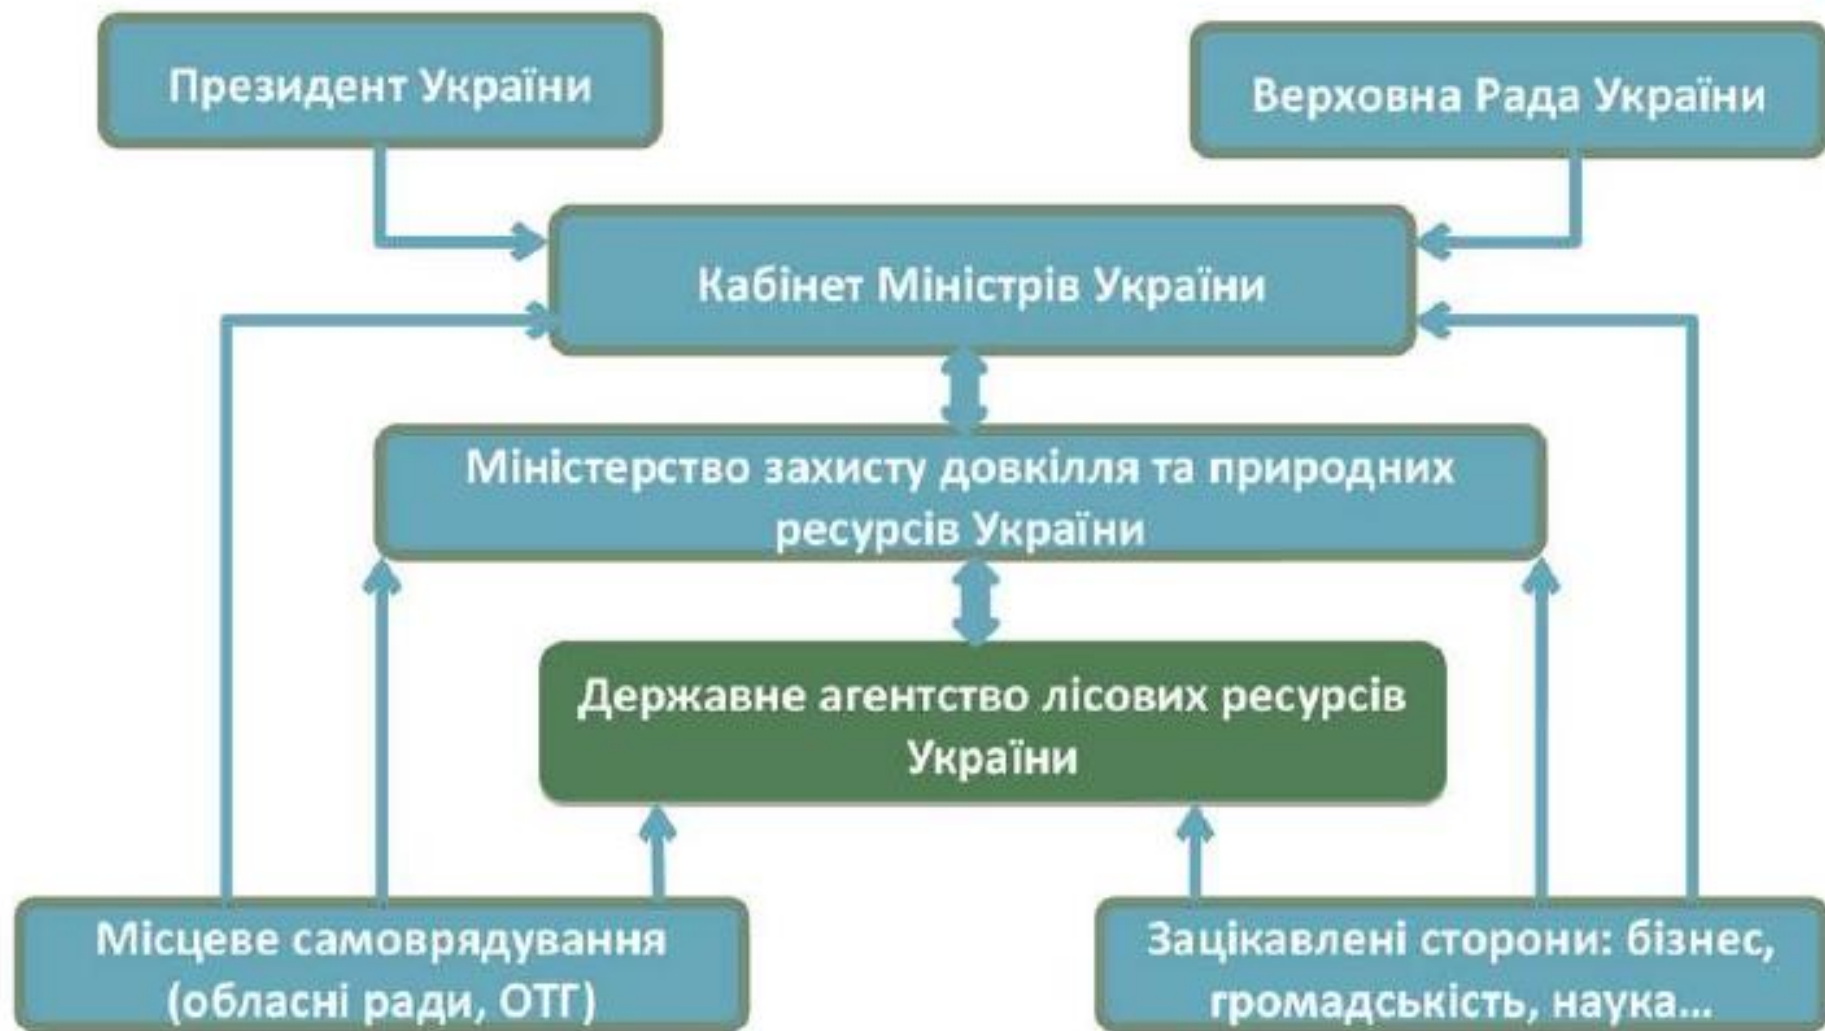 Президент України
Верховна Рада України
Кабінет Міністрів України
Міністерство захисту довкілля та природних
ресурсів України
Державне агентство лісових ресурсів
України
Місцеве самоврядування
(обласні ради, ОТГ)
Зацікавлені сторони: бізнес,
громадськість, наука...